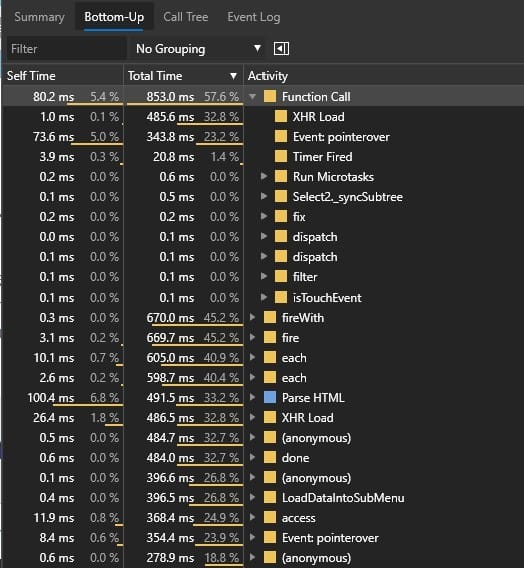 Summary Bottom-Up Call Tree Event Log
Filter No Grouping
Self Time Total Time Activity
80.2 ms 5.4 % 853.0 ms 57.6 % Function Call
1.0 ms 0.1 % 485.6 ms 32.8 % XHR Load
73.6 ms 5.0 % 343.8 ms 23.2 % Event: pointerover
3.9 ms 0.3 % 20.8 ms 1.4 % Timer Fired
0.2 ms 0.0 % 0.6 ms 0.0 % Run Microtasks
0.1 ms 0.0 % 0.5 ms 0.0 % Select2._syncSubtree
0.2 ms 0.0 % 0.2 ms 0.0 % fix
0.0 ms 0.0 % 0.1 ms 0.0 % dispatch
0.1 ms 0.0 % 0.1 ms 0.0 % dispatch
0.1 ms 0.0 % 0.1 ms 0.0 % filter
0.1 ms 0.0 % 0.1 ms 0.0 % isTouchEvent
0.3 ms 0.0 % 670.0 ms 45.2 % fireWith
3.1 ms 0.2 % 669.7 ms 45.2 % fire
10.1 ms 0.7 % 605.0 ms 40.9 % each
2.6 ms 0.2 % 598.7 ms 40.4 % each
100.4 ms 6.8 % 491.5 ms 33.2 % Parse HTML
26.4 ms 1.8 % 486.5 ms 32.8 % XHR Load
0.5 ms 0.0 % 484.7 ms 32.7 % (anonymous)
0.6 ms 0.0 % 484.0 ms 32.7 % done
0.1 ms 0.0 % 396.6 ms 26.8 % (anonymous)
0.4 ms 0.0 % 396.5 ms 26.8 % LoadDataIntoSubMenu
11.9 ms 0.8 % 368.4 ms 24.9 % access
8.4 ms 0.6 % 354.4 ms 23.9 % Event: pointerover
0.6 ms 0.0 % 278.9 ms 18.8 % (anonymous)